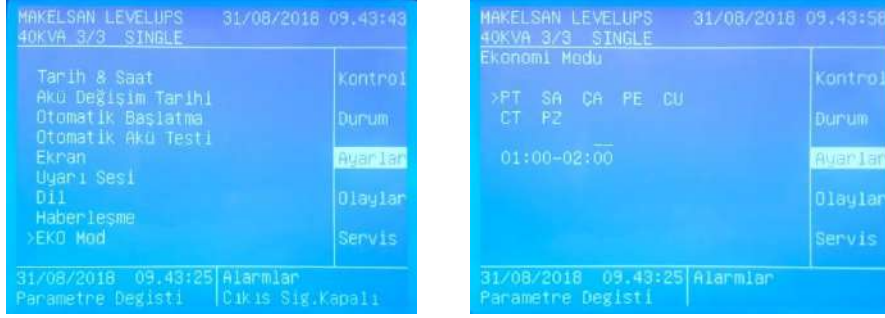 MAKELSAN LEVELUPS 31/08/2018 09.43:43
40KVA 3/3 SINGLE
Tarih & Saat
Akü Değişim Tarihi
Otomatik Başlatma
Otomatik Akü Testi
Ekran
Uyarı Sesi
Dil
Haberleşme
>EKO Mod
Kontrol
Durum
Ayarlar
Olaylar
Servis
31/08/2018 09.43:25
Parametre Degisti
Alarmlar
Cıkıs Sig.Kapalı
MAKELSAN LEVELUPS 31/08/2018 09.43:58
40KVA 3/3 SINGLE
Ekonomi Modu
>PT SA ÇA PE CU
CT PZ
01:00-02:00
Kontrol
Durum
Ayarlar
Olaylar
Servis
31/08/2018 09.43:25
Parametre Degisti
Alarmlar